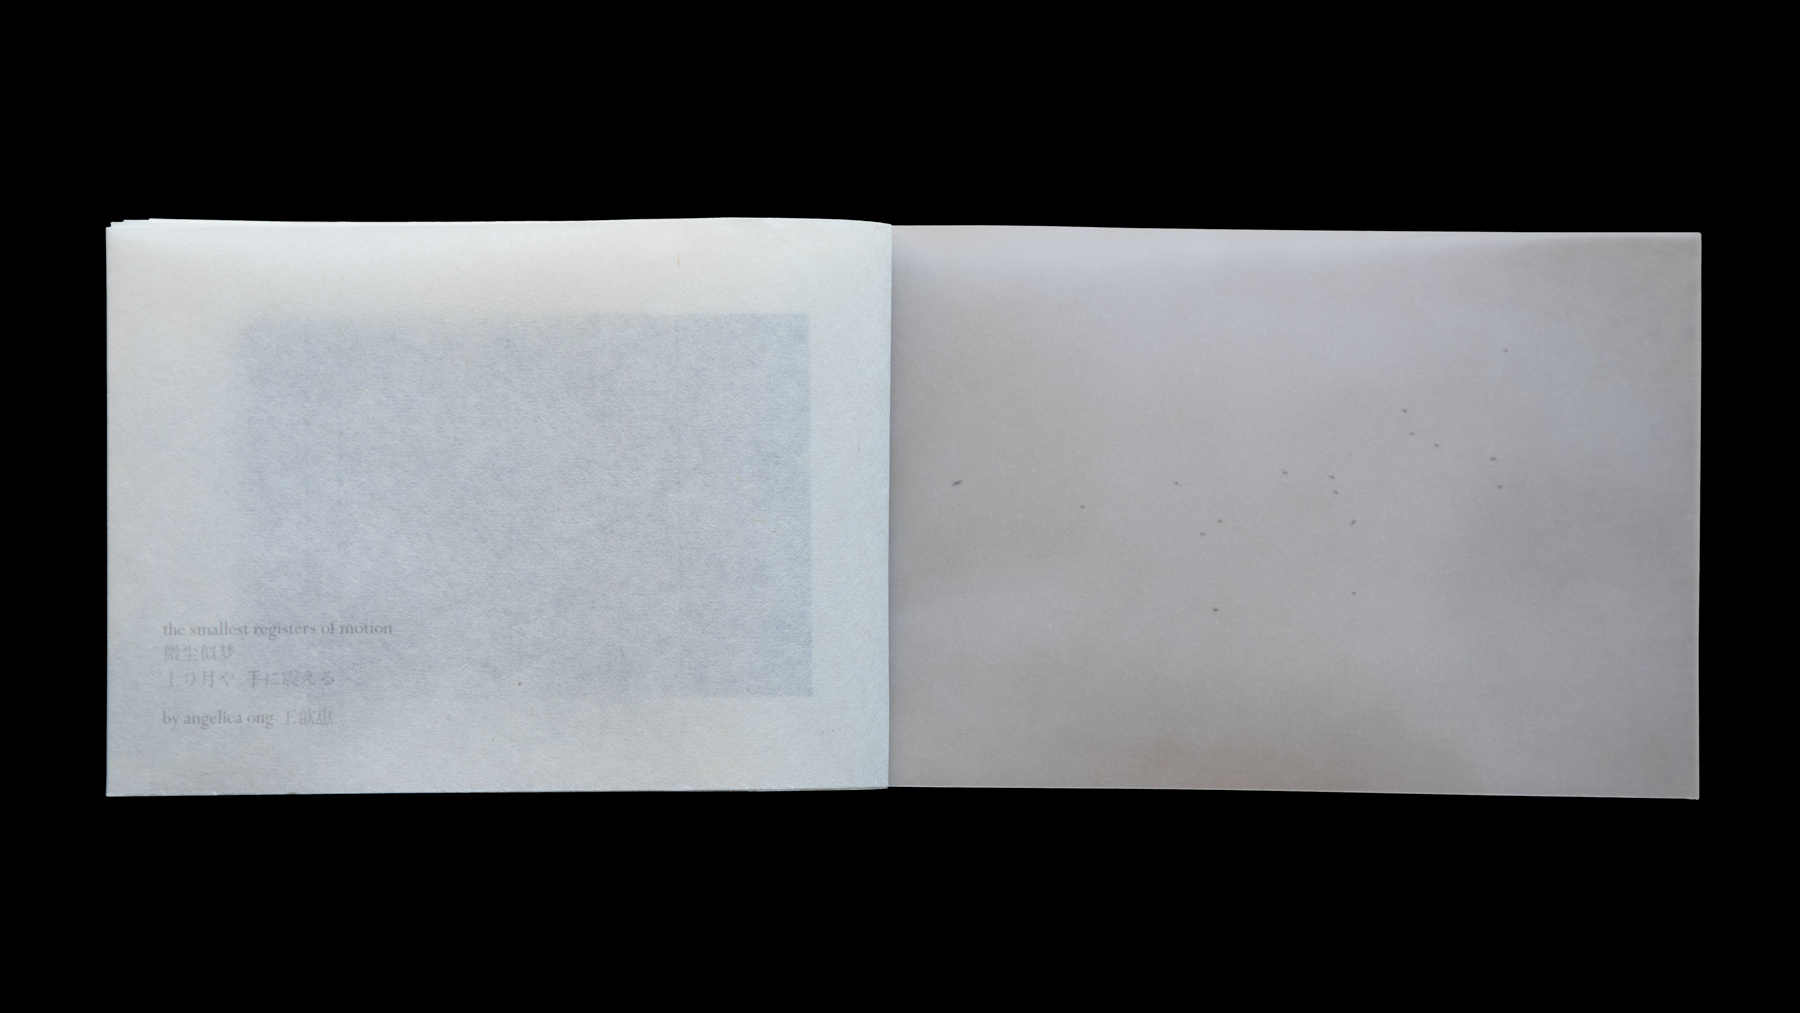 the smallest registers of motion
微尘似梦
上り月や 手に震える
by angelica ong 王歆惠